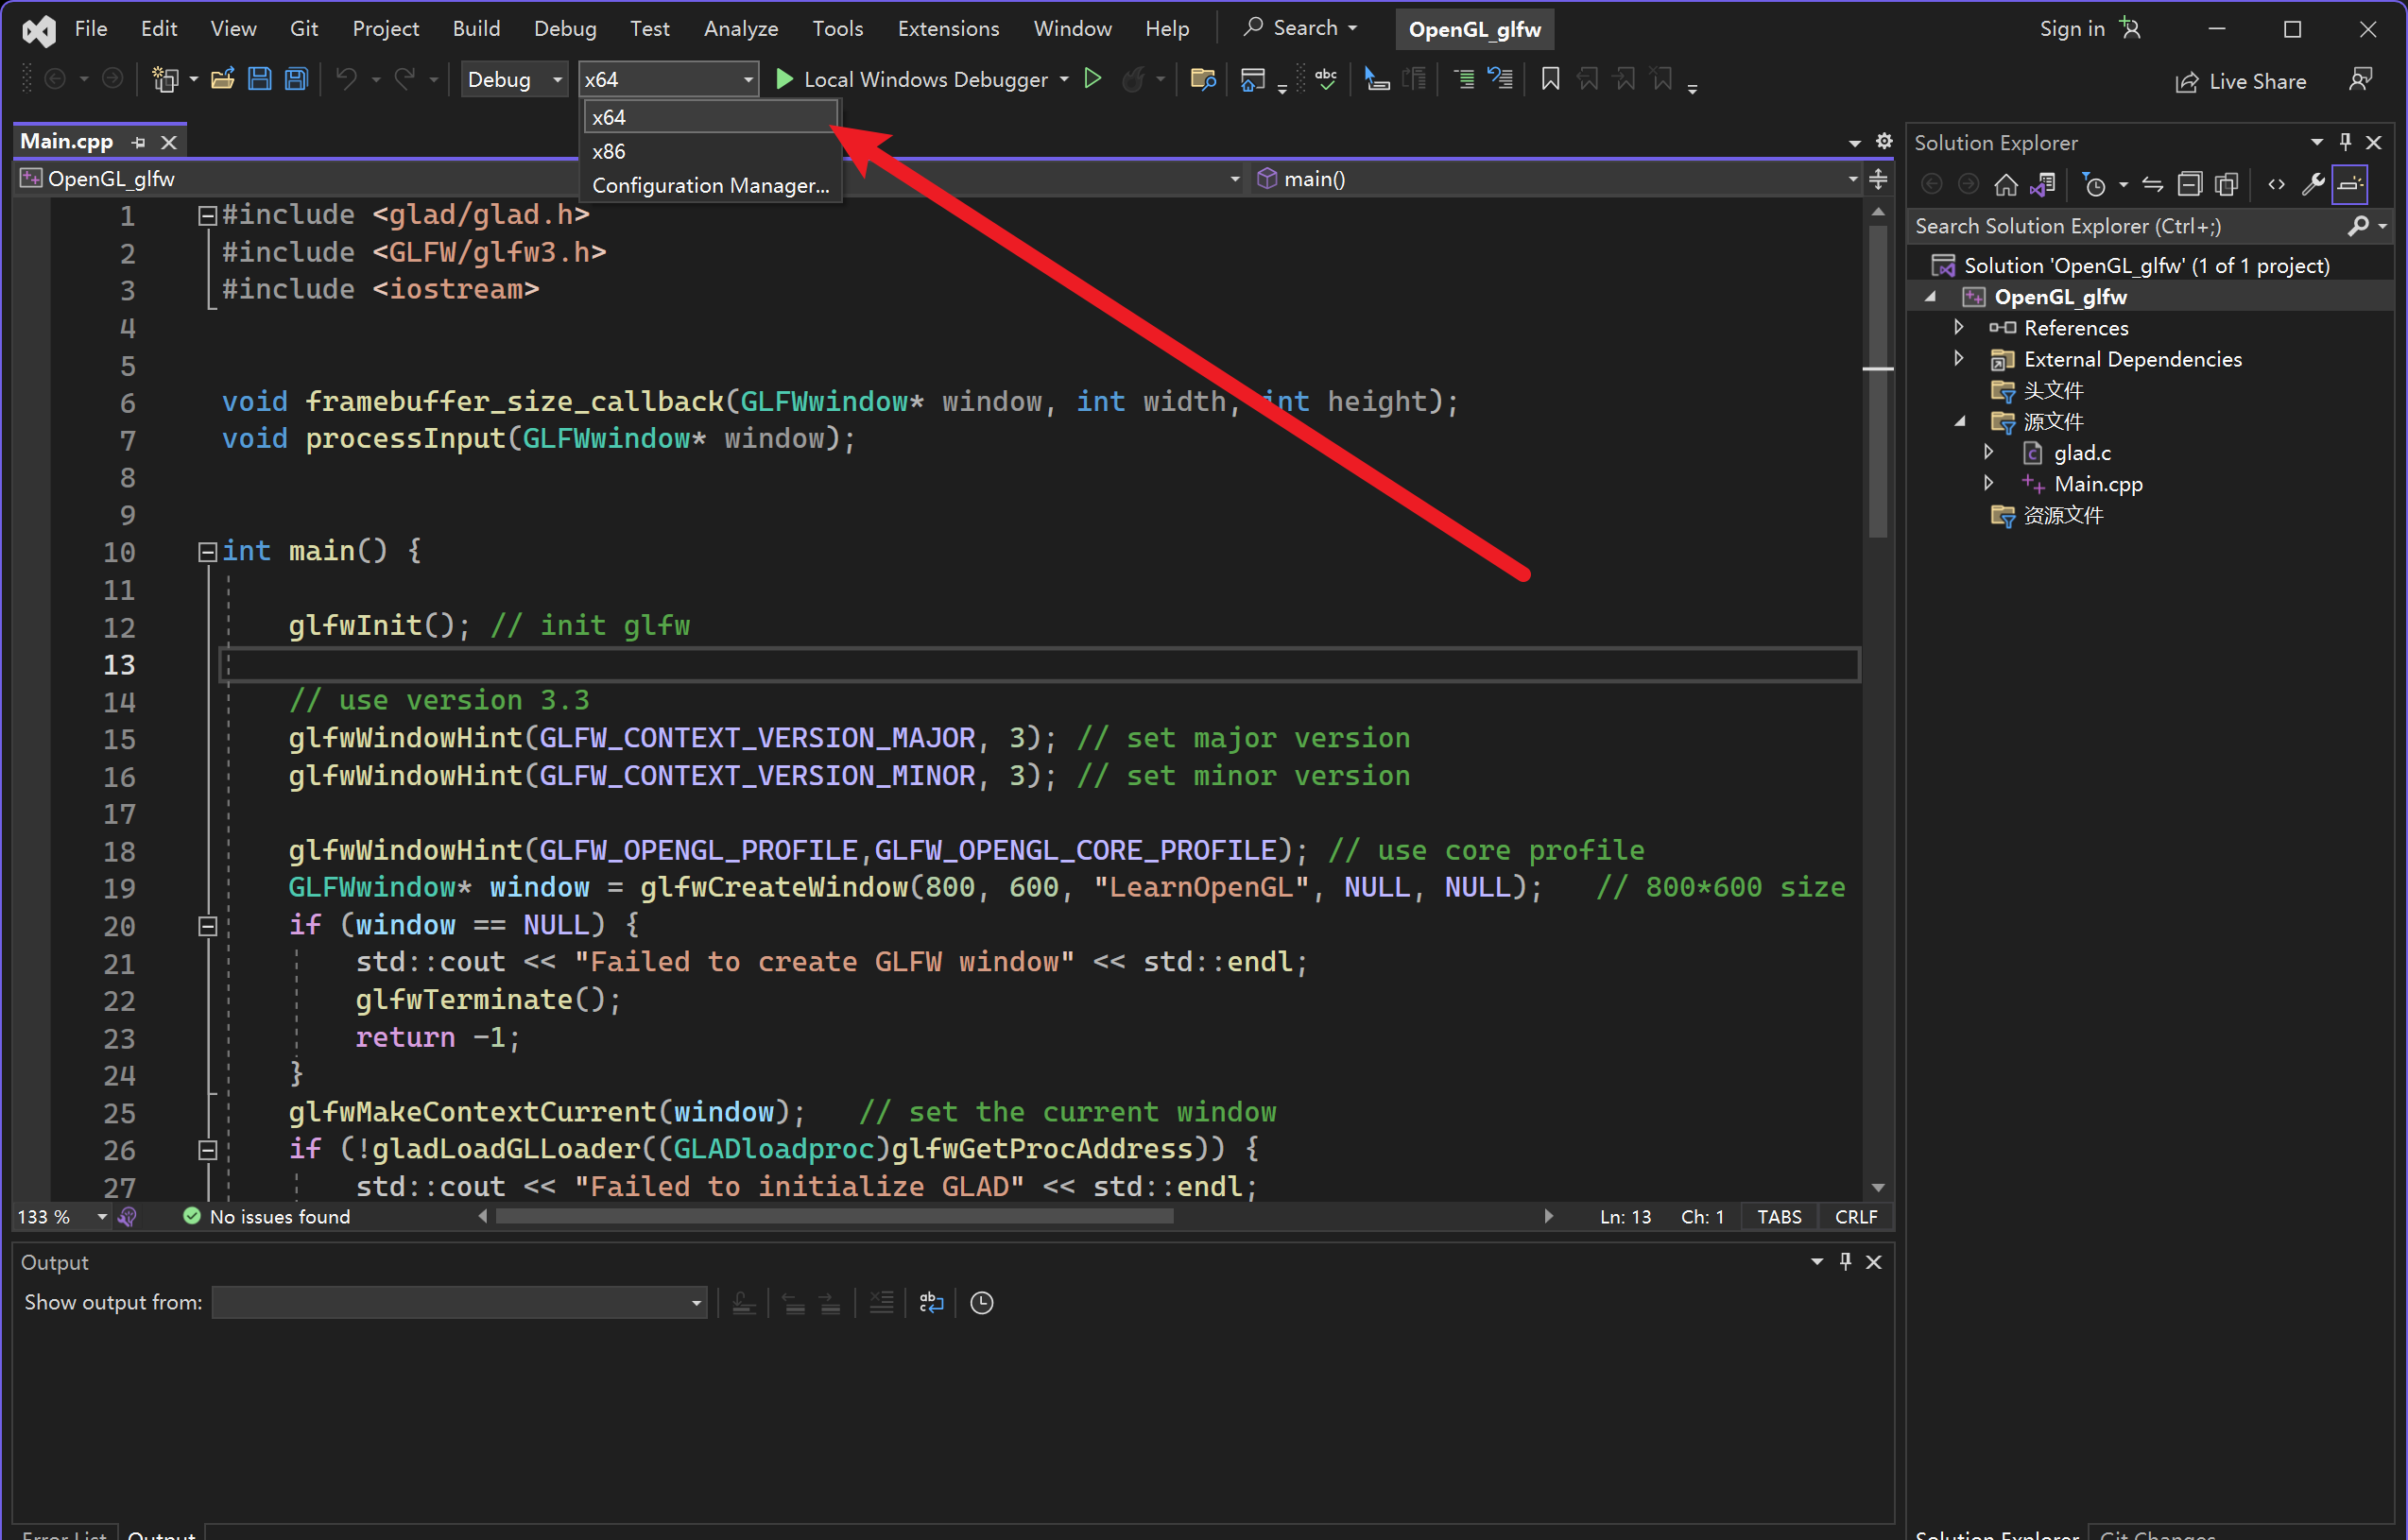 File Edit View Git Project Build Debug Test Analyze Tools Extensions Window Help Search OpenGL_glfw Sign in
Debug x64 Local Windows Debugger Live Share
x64
x86
Configuration Manager...
Main.cpp
OpenGL_glfw main()
1 #include <glad/glad.h>
2 #include <GLFW/glfw3.h>
3 #include <iostream>
4
5
6 void framebuffer_size_callback(GLFWwindow* window, int width, int height);
7 void processInput(GLFWwindow* window);
8
9
10 int main() {
11
12 glfwInit(); // init glfw
13
14 // use version 3.3
15 glfwWindowHint(GLFW_CONTEXT_VERSION_MAJOR, 3); // set major version
16 glfwWindowHint(GLFW_CONTEXT_VERSION_MINOR, 3); // set minor version
17
18 glfwWindowHint(GLFW_OPENGL_PROFILE,GLFW_OPENGL_CORE_PROFILE); // use core profile
19 GLFWwindow* window = glfwCreateWindow(800, 600, "LearnOpenGL", NULL, NULL); // 800*600 size
20 if (window == NULL) {
21 std::cout << "Failed to create GLFW window" << std::endl;
22 glfwTerminate();
23 return -1;
24 }
25 glfwMakeContextCurrent(window); // set the current window
26 if (!gladLoadGLLoader((GLADloadproc)glfwGetProcAddress)) {
27 std::cout << "Failed to initialize GLAD" << std::endl;
133 % No issues found Ln: 13 Ch: 1 TABS CRLF
Output
Show output from:
Error List Output
Solution Explorer
Search Solution Explorer (Ctrl+;)
Solution 'OpenGL_glfw' (1 of 1 project)
OpenGL_glfw
References
External Dependencies
头文件
源文件
glad.c
Main.cpp
资源文件
Solution Explorer Git Changes